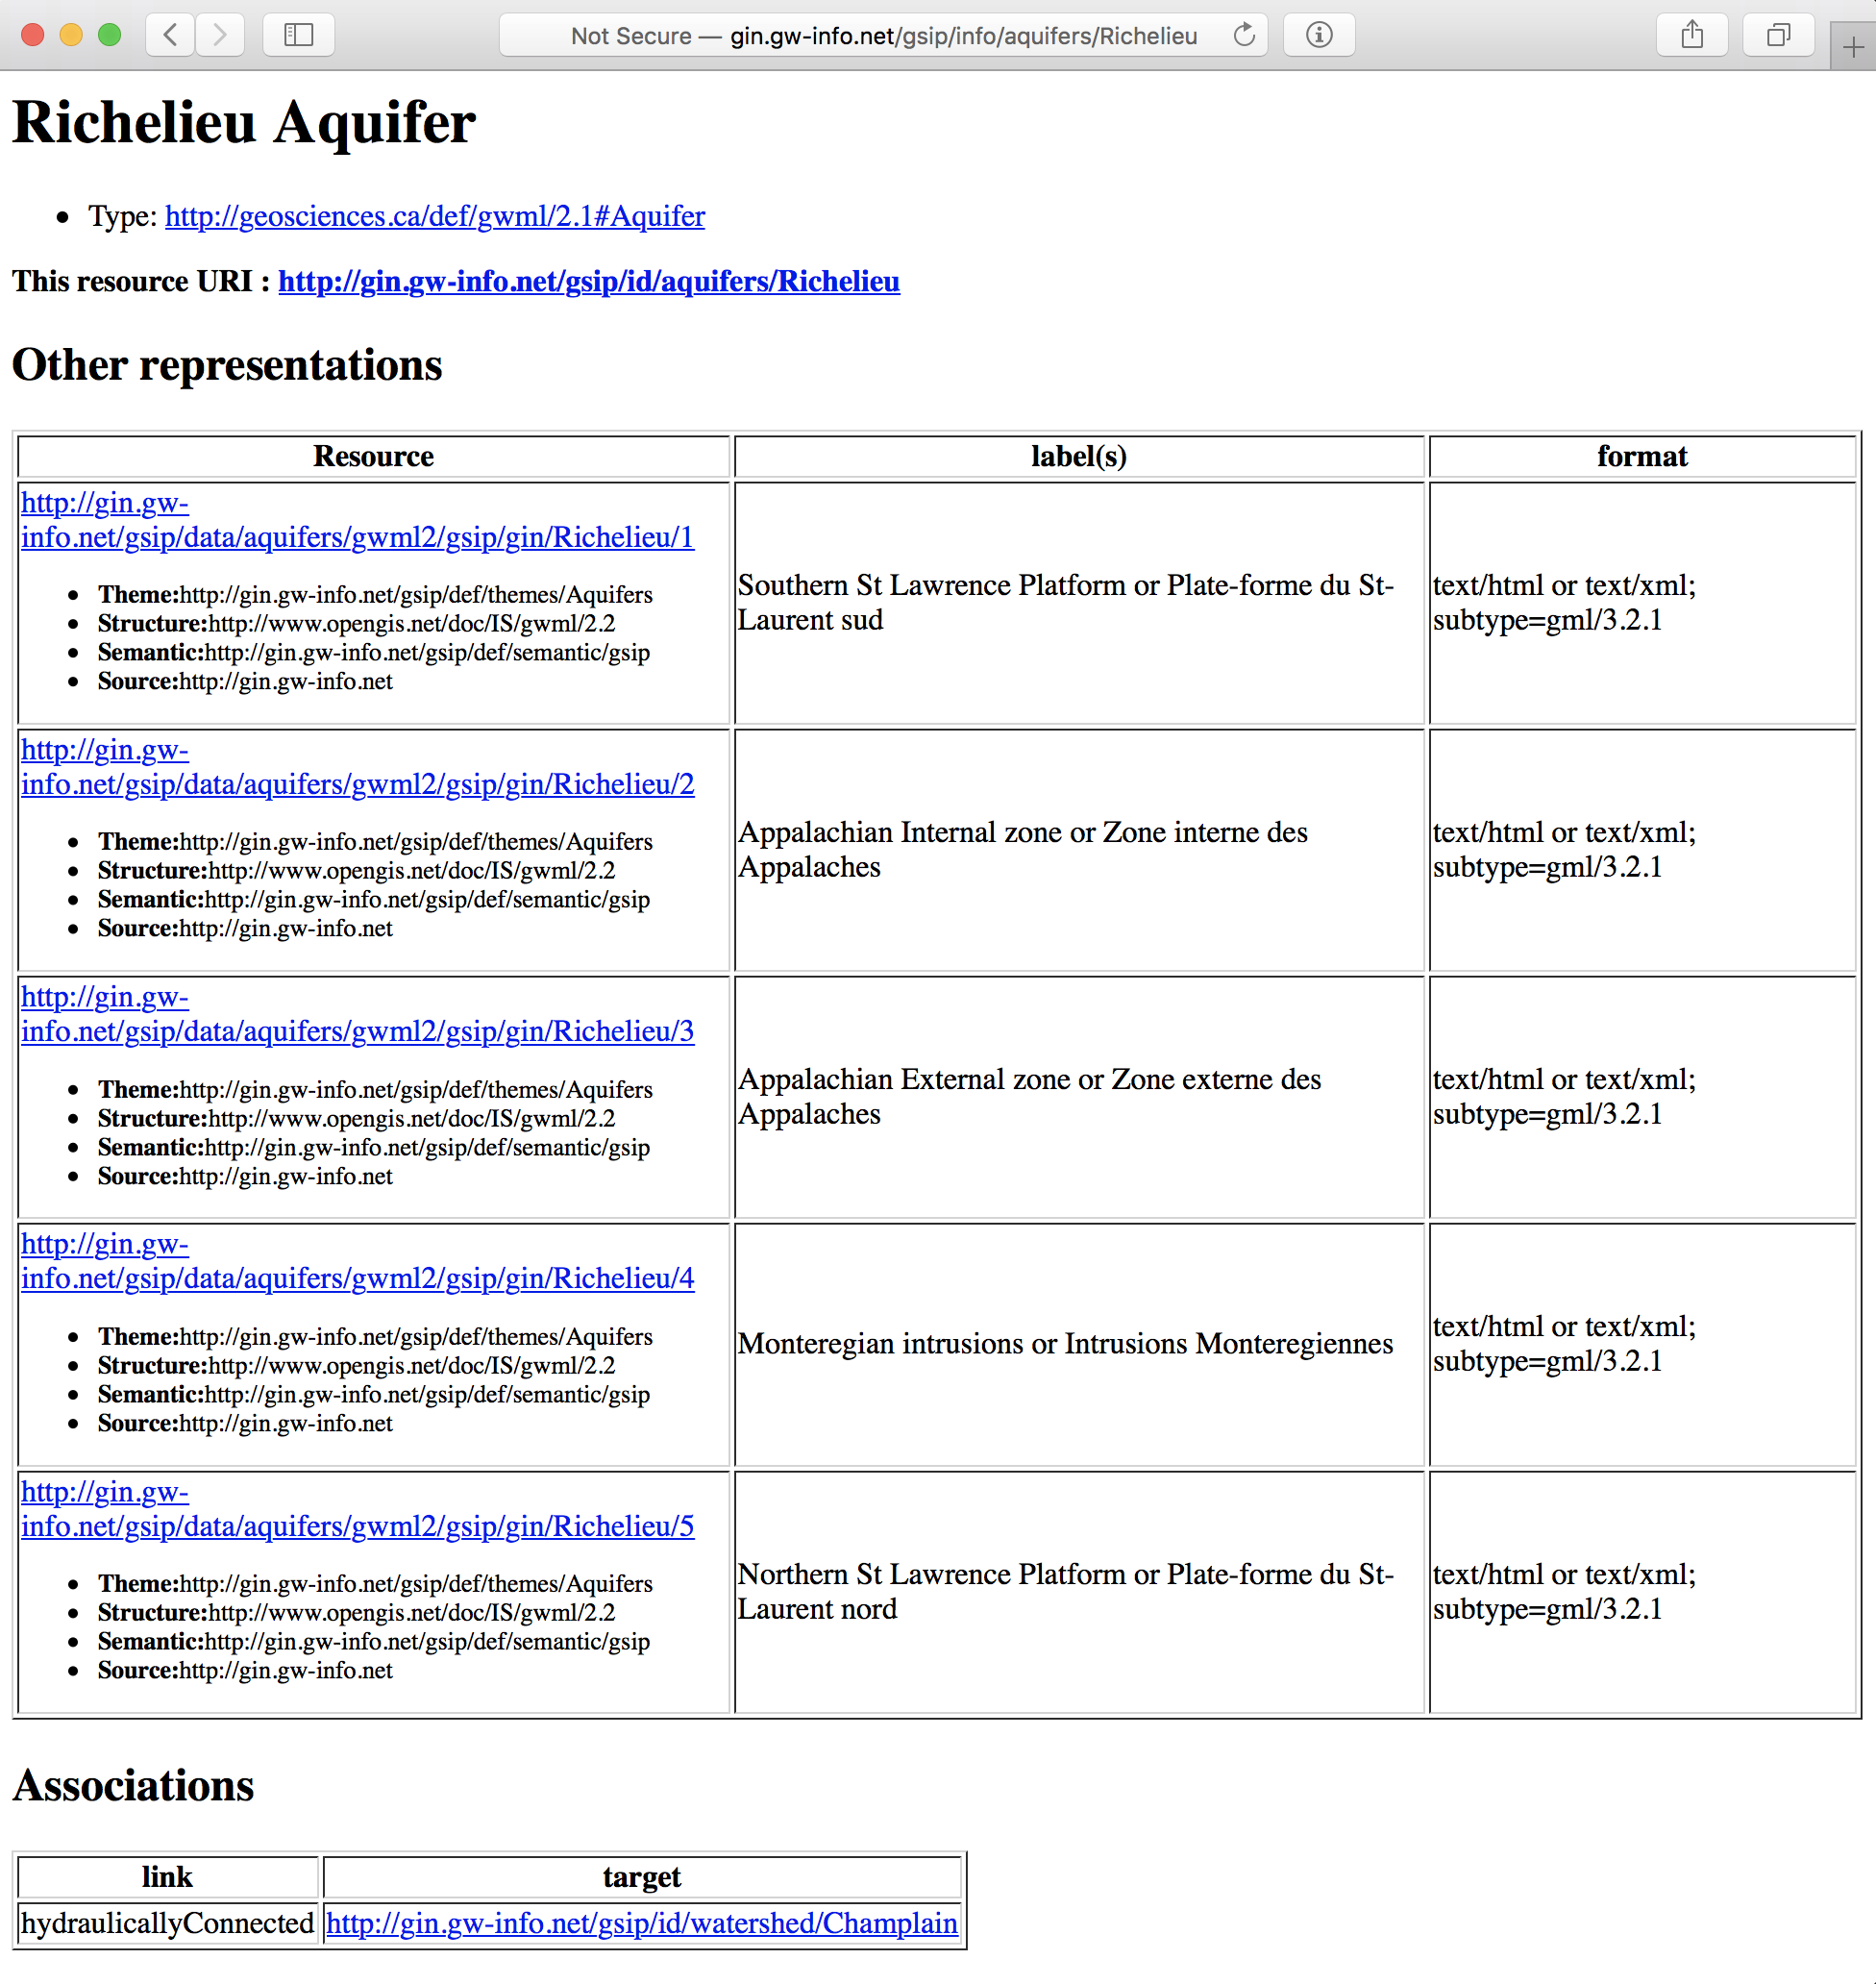 Not Secure — gin.gw-info.net/gsip/info/aquifers/Richelieu
Richelieu Aquifer
• Type: http://geosciences.ca/def/gwml/2.1#Aquifer
This resource URI : http://gin.gw-info.net/gsip/id/aquifers/Richelieu
Other representations
Resource label(s) format
http://gin.gw-
info.net/gsip/data/aquifers/gwml2/gsip/gin/Richelieu/1
• Theme:http://gin.gw-info.net/gsip/def/themes/Aquifers
• Structure:http://www.opengis.net/doc/IS/gwml/2.2
• Semantic:http://gin.gw-info.net/gsip/def/semantic/gsip
• Source:http://gin.gw-info.net
Southern St Lawrence Platform or Plate-forme du St-
Laurent sud
text/html or text/xml;
subtype=gml/3.2.1
http://gin.gw-
info.net/gsip/data/aquifers/gwml2/gsip/gin/Richelieu/2
• Theme:http://gin.gw-info.net/gsip/def/themes/Aquifers
• Structure:http://www.opengis.net/doc/IS/gwml/2.2
• Semantic:http://gin.gw-info.net/gsip/def/semantic/gsip
• Source:http://gin.gw-info.net
Appalachian Internal zone or Zone interne des
Appalaches
text/html or text/xml;
subtype=gml/3.2.1
http://gin.gw-
info.net/gsip/data/aquifers/gwml2/gsip/gin/Richelieu/3
• Theme:http://gin.gw-info.net/gsip/def/themes/Aquifers
• Structure:http://www.opengis.net/doc/IS/gwml/2.2
• Semantic:http://gin.gw-info.net/gsip/def/semantic/gsip
• Source:http://gin.gw-info.net
Appalachian External zone or Zone externe des
Appalaches
text/html or text/xml;
subtype=gml/3.2.1
http://gin.gw-
info.net/gsip/data/aquifers/gwml2/gsip/gin/Richelieu/4
• Theme:http://gin.gw-info.net/gsip/def/themes/Aquifers
• Structure:http://www.opengis.net/doc/IS/gwml/2.2
• Semantic:http://gin.gw-info.net/gsip/def/semantic/gsip
• Source:http://gin.gw-info.net
Monteregian intrusions or Intrusions Monteregiennes
text/html or text/xml;
subtype=gml/3.2.1
http://gin.gw-
info.net/gsip/data/aquifers/gwml2/gsip/gin/Richelieu/5
• Theme:http://gin.gw-info.net/gsip/def/themes/Aquifers
• Structure:http://www.opengis.net/doc/IS/gwml/2.2
• Semantic:http://gin.gw-info.net/gsip/def/semantic/gsip
• Source:http://gin.gw-info.net
Northern St Lawrence Platform or Plate-forme du St-
Laurent nord
text/html or text/xml;
subtype=gml/3.2.1
Associations
link target
hydraulicallyConnected http://gin.gw-info.net/gsip/id/watershed/Champlain